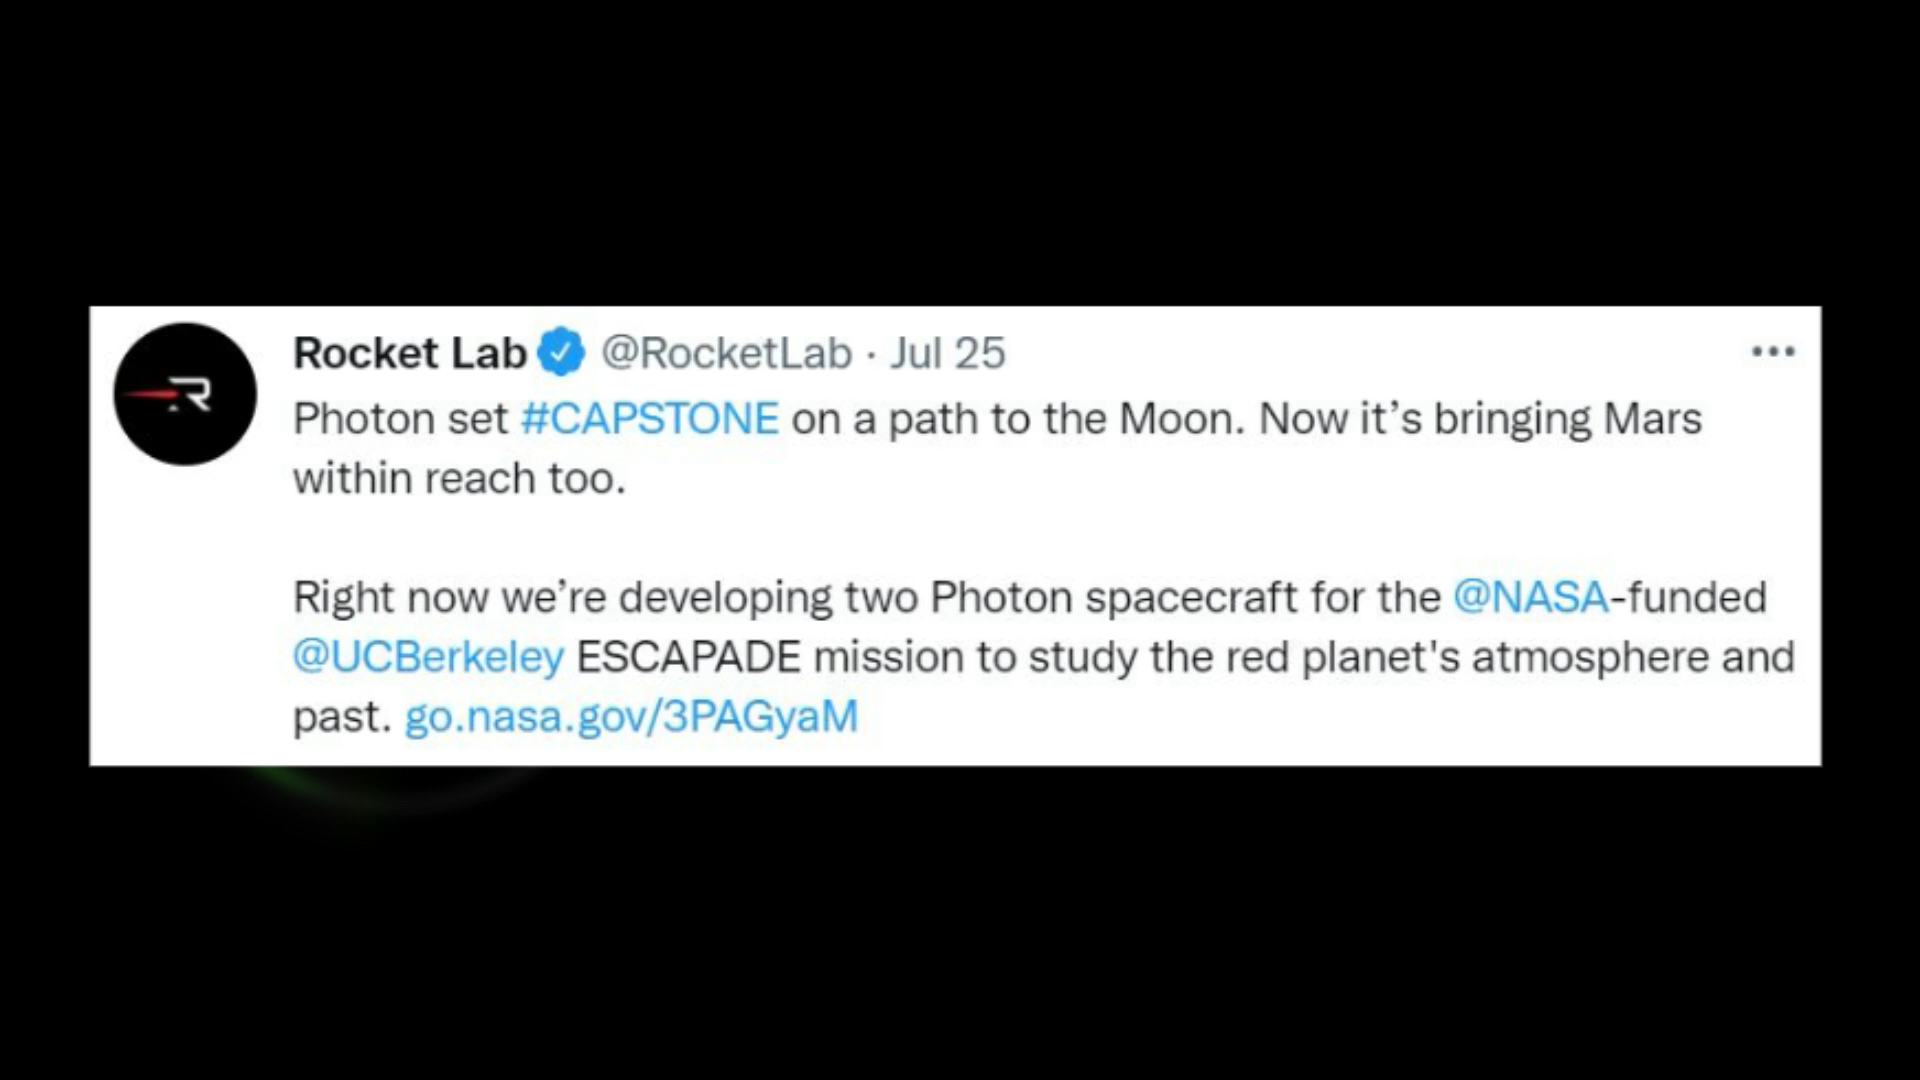 Rocket Lab @RocketLab · Jul 25
Photon set #CAPSTONE on a path to the Moon. Now it’s bringing Mars
within reach too.
Right now we’re developing two Photon spacecraft for the @NASA-funded
@UCBerkeley ESCAPADE mission to study the red planet's atmosphere and
past. go.nasa.gov/3PAGyaM